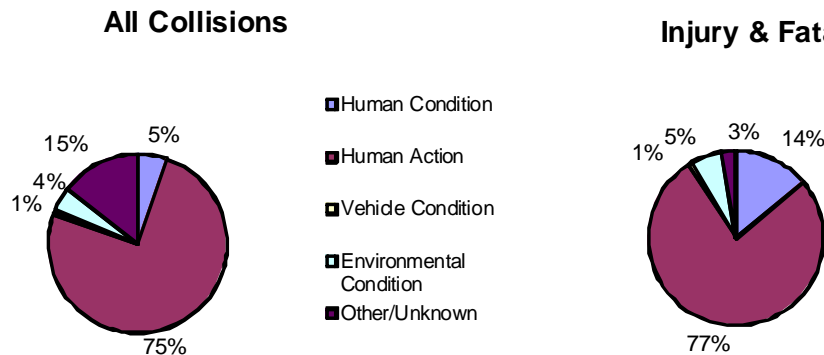 All Collisions
15%
5%
4%
1%
75%
Human Condition
Human Action
Vehicle Condition
Environmental
Condition
Other/Unknown
Injury &
5%
3%
14%
1%
77%